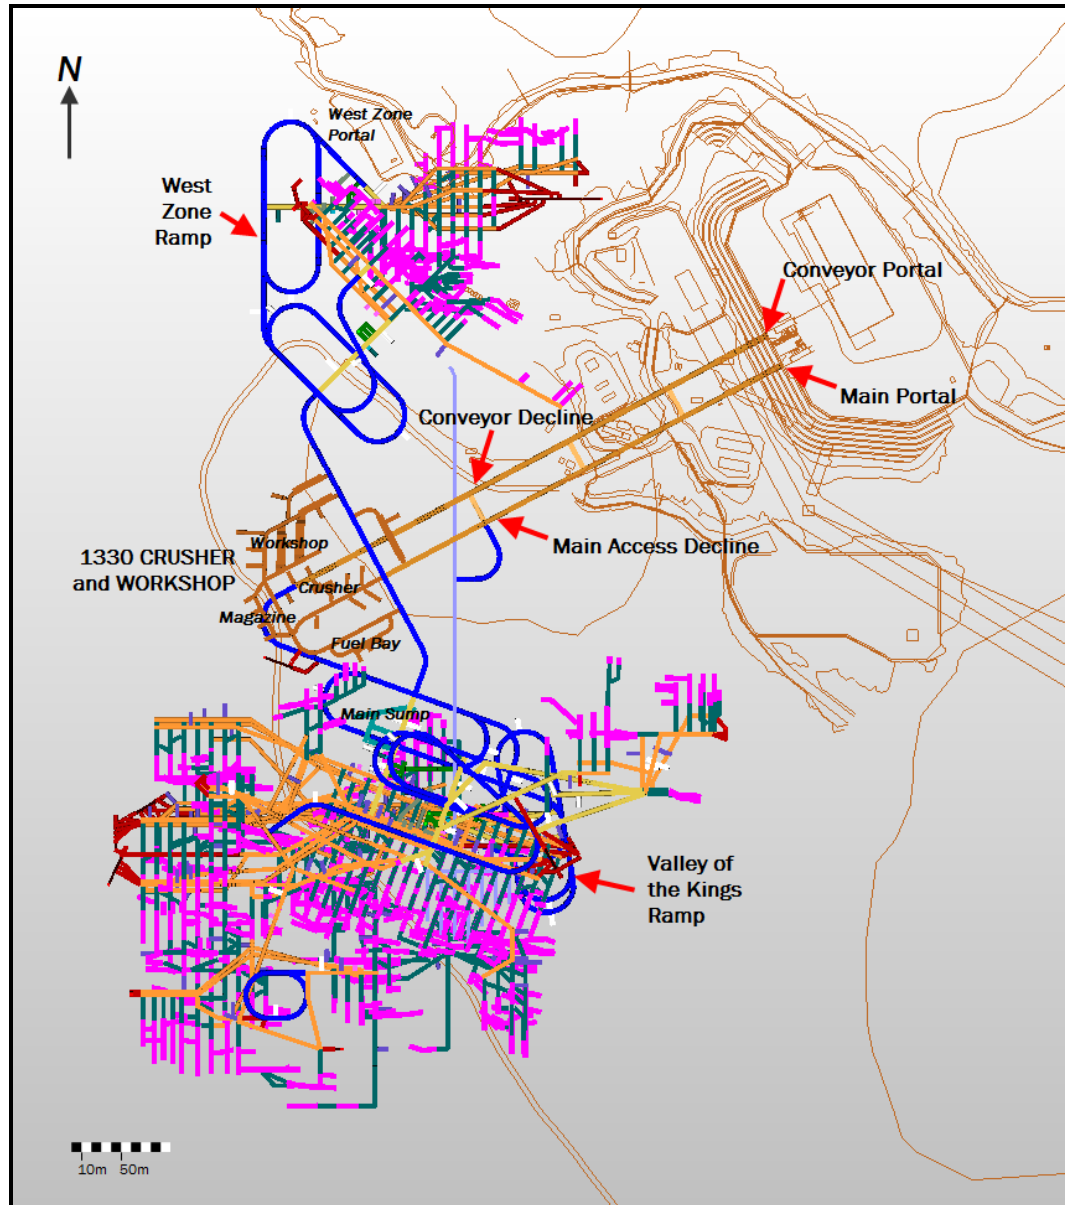 N
West Zone
Portal
West
Zone
Ramp
Conveyor Portal
Main Portal
Conveyor Decline
Main Access Decline
1330 CRUSHER
and WORKSHOP
Workshop
Crusher
Magazine
Fuel Bay
Main Sump
Valley of
the Kings
Ramp
10m 50m